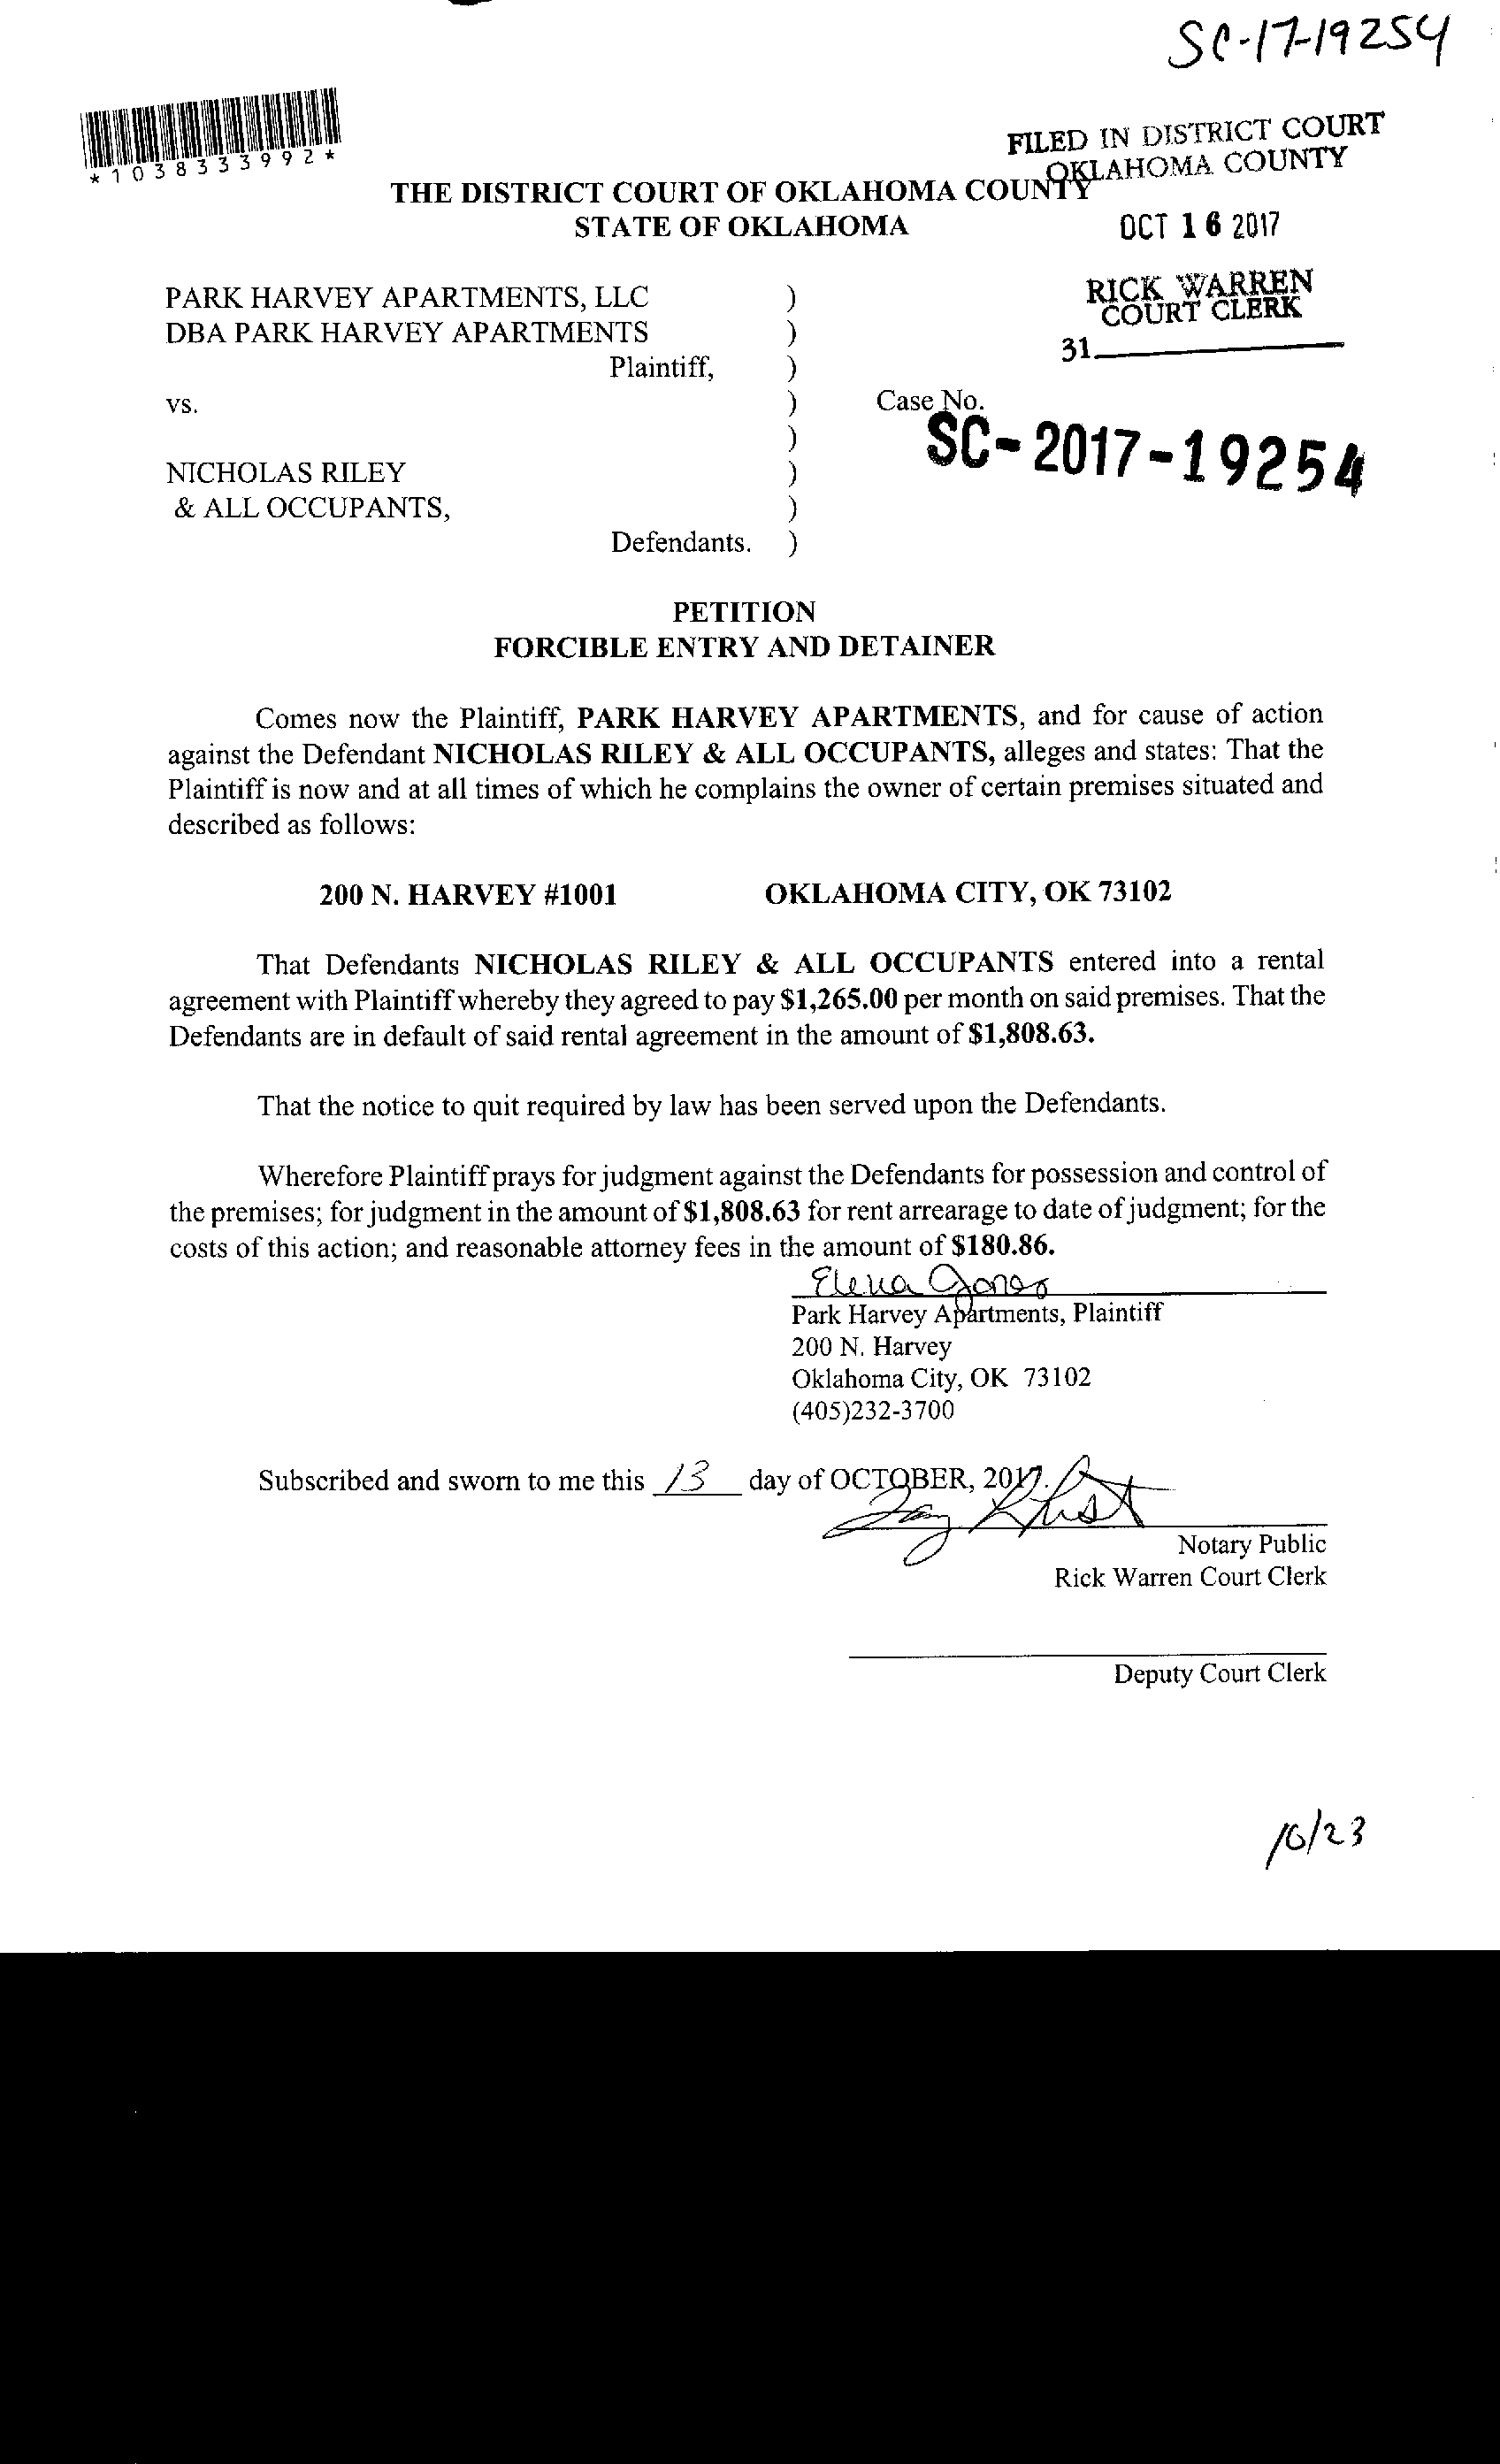 SC-17-19254
*1038333992*
FILED IN DISTRICT COURT
OKLAHOMA COUNTY
THE DISTRICT COURT OF OKLAHOMA COUNTY
STATE OF OKLAHOMA
OCT 16 2017
PARK HARVEY APARTMENTS, LLC )
RICK WARREN
COURT CLERK
DBA PARK HARVEY APARTMENTS )
31
Plaintiff, )
vs. ) Case No.
) SC-2017-19254
NICHOLAS RILEY )
& ALL OCCUPANTS, )
Defendants. )
PETITION
FORCIBLE ENTRY AND DETAINER
Comes now the Plaintiff, PARK HARVEY APARTMENTS, and for cause of action
against the Defendant NICHOLAS RILEY & ALL OCCUPANTS, alleges and states: That the
Plaintiff is now and at all times of which he complains the owner of certain premises situated and
described as follows:
200 N. HARVEY #1001 OKLAHOMA CITY, OK 73102
That Defendants NICHOLAS RILEY & ALL OCCUPANTS entered into a rental
agreement with Plaintiff whereby they agreed to pay $1,265.00 per month on said premises. That the
Defendants are in default of said rental agreement in the amount of $1,808.63.
That the notice to quit required by law has been served upon the Defendants.
Wherefore Plaintiff prays for judgment against the Defendants for possession and control of
the premises; for judgment in the amount of $1,808.63 for rent arrearage to date of judgment; for the
costs of this action; and reasonable attorney fees in the amount of $180.86.
Elena Jones
Park Harvey Apartments, Plaintiff
200 N. Harvey
Oklahoma City, OK 73102
(405)232-3700
Subscribed and sworn to me this 13 day of OCTOBER, 2017.
Notary Public
Rick Warren Court Clerk
Deputy Court Clerk
10/23